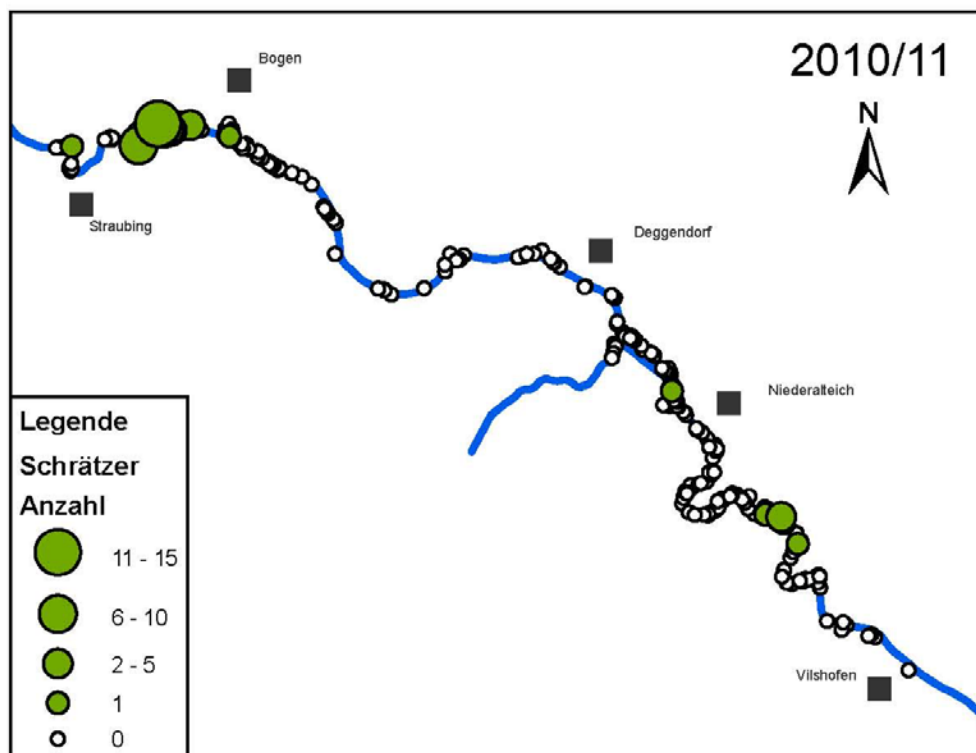 2010/11
N
Bogen
Straubing
Deggendorf
Niederalteich
Vilshofen
Legende
Schrätzer
Anzahl
11 - 15
6 - 10
2 - 5
1
0